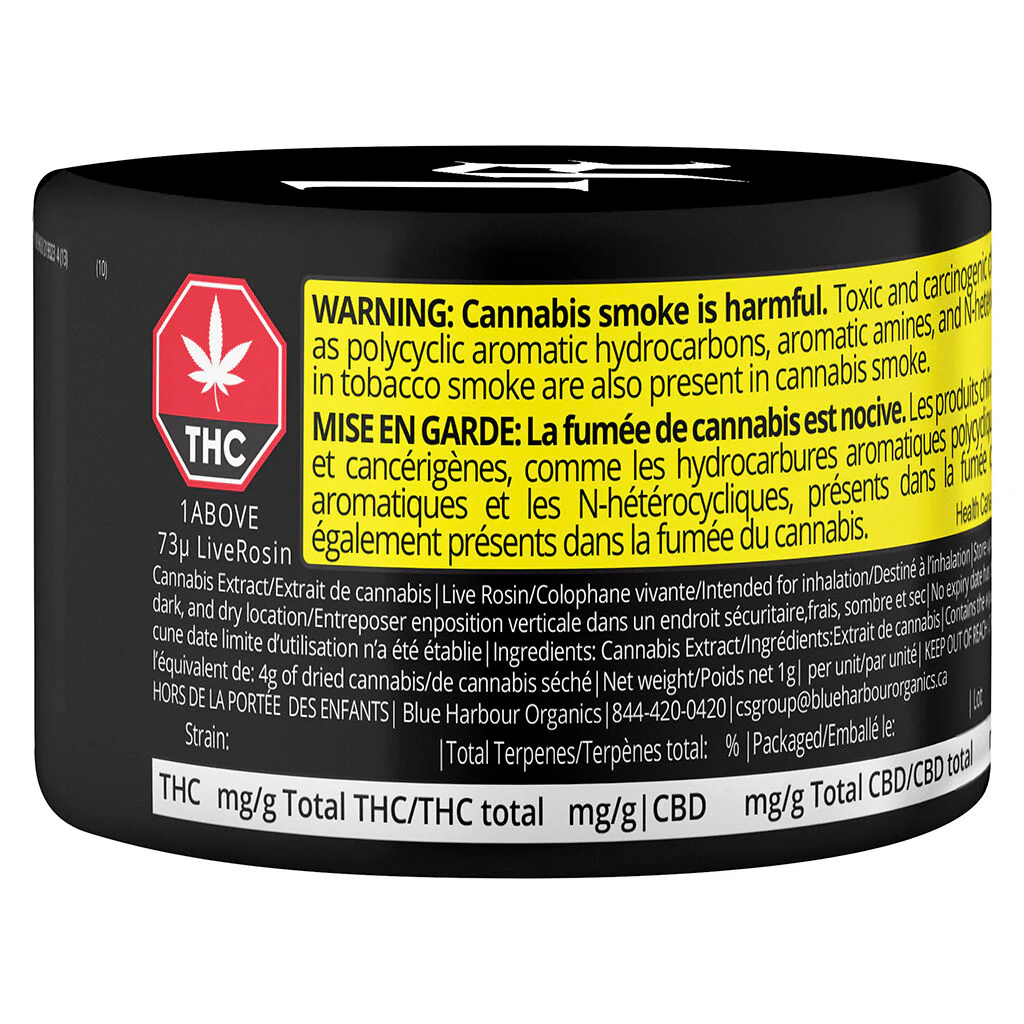 (10)
THC
1ABOVE
73µ LiveRosin
WARNING: Cannabis smoke is harmful. Toxic and carcinogenic
as polycyclic aromatic hydrocarbons, aromatic amines, and
in tobacco smoke are also present in cannabis smoke.
MISE EN GARDE: La fumée de cannabis est nocive. Les produits
et cancérigènes, comme les hydrocarbures aromatiques
aromatiques et les N-hétérocycliques, présents dans la fumée
également présents dans la fumée du cannabis.
Health
Cannabis Extract/Extrait de cannabis|Live Rosin/Colophane vivante/Intended for inhalation/Destiné à l'inhalation|Store
dark, and dry location/Entreposer enposition verticale dans un endroit sécuritaire,frais, sombre et sec|No expiry date
cune date limite d'utilisation n'a été établie|Ingredients: Cannabis Extract/Ingrédients:Extrait de cannabis|Contains the
l'équivalent de: 4g of dried cannabis/de cannabis séché|Net weight/Poids net 1g| per unit/par unité| KEEP OUT OF REACH
HORS DE LA PORTÉE DES ENFANTS| Blue Harbour Organics|844-420-0420|csgroup@blueharbourorganics.ca
Strain: |Total Terpenes/Terpènes total: % |Packaged/Emballé le: | Lot
THC mg/g Total THC/THC total mg/g|CBD mg/g Total CBD/CBD total